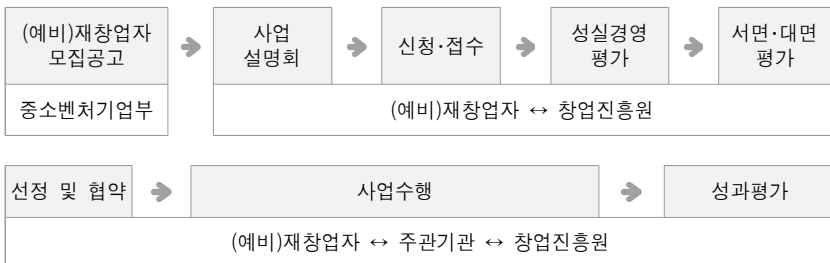 (예비)재창업자
모집공고
사업
설명회
신청·접수
성실경영
평가
서면·대면
평가
중소벤처기업부
(예비)재창업자 ↔ 창업진흥원
선정 및 협약
사업수행
성과평가
(예비)재창업자 ↔ 주관기관 ↔ 창업진흥원